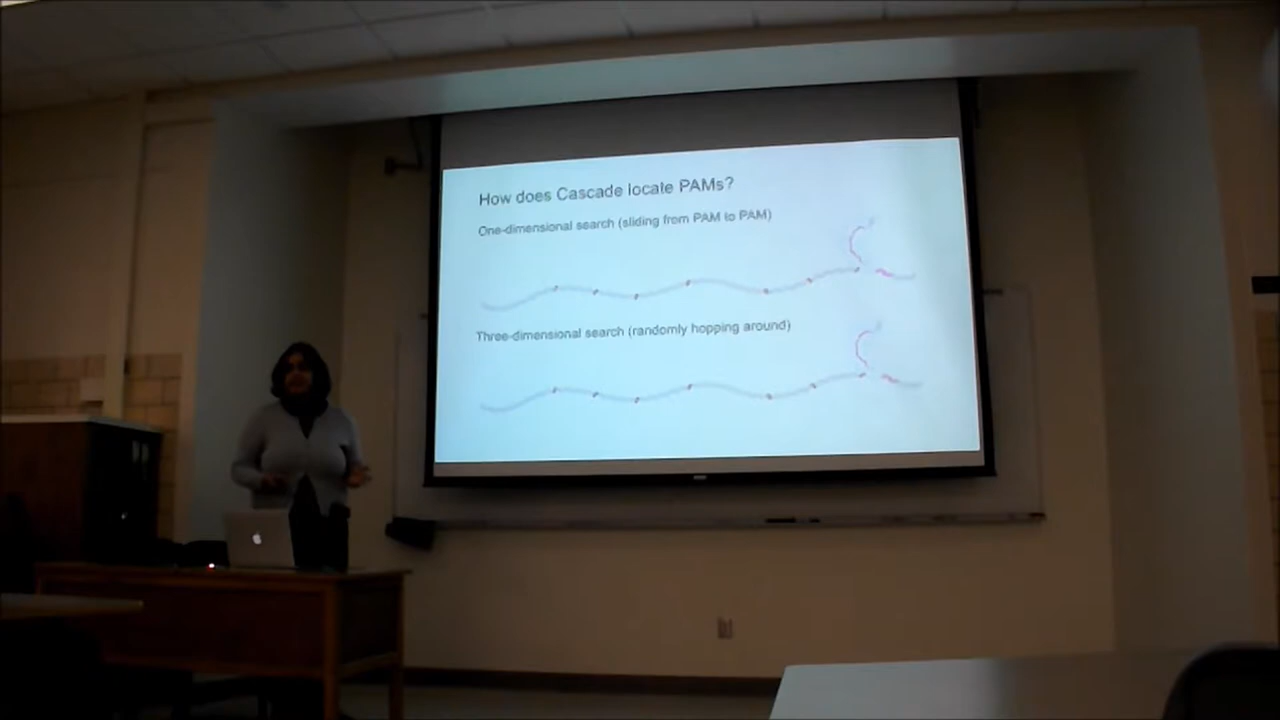 How does Cascade locate PAMs?
One-dimensional search (sliding from PAM to PAM)
Three-dimensional search (randomly hopping around)